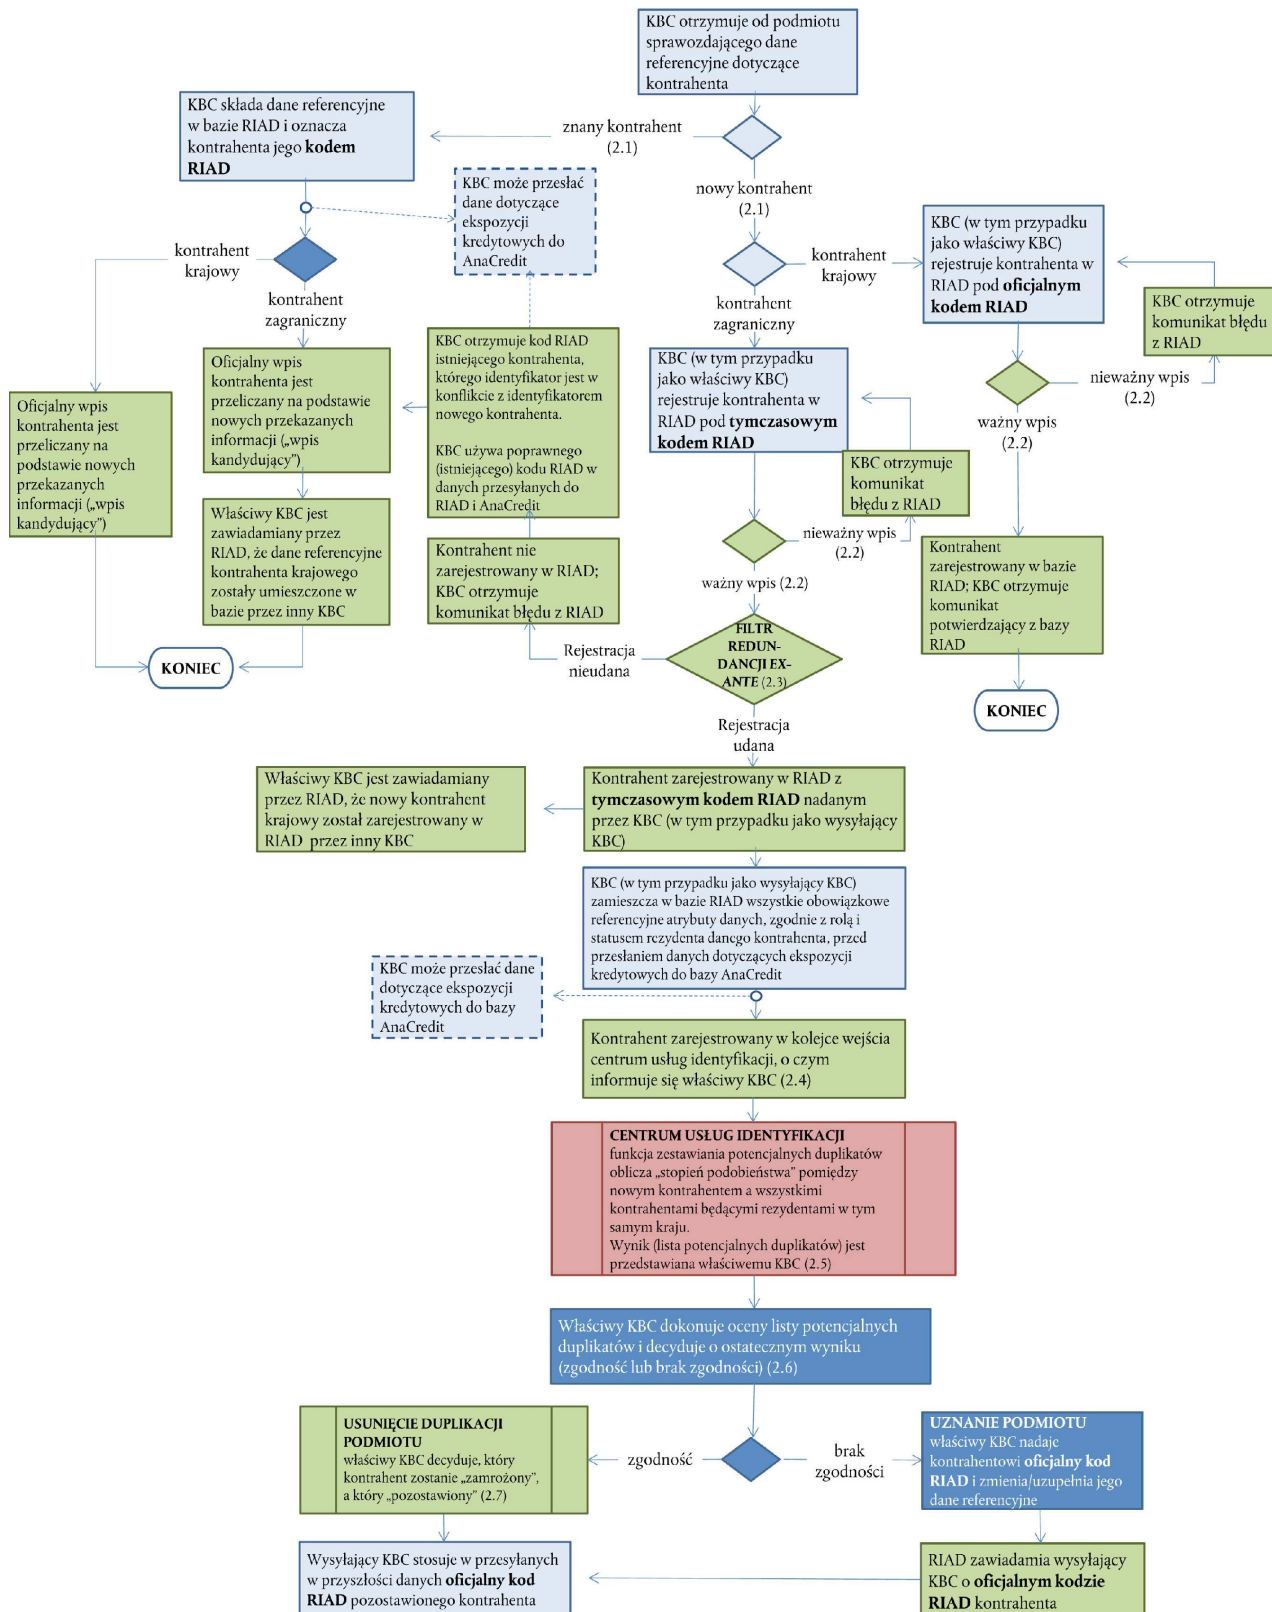 KBC otrzymuje od podmiotu
sprawozdającego dane
referencyjne dotyczące
kontrahenta
KBC składa dane referencyjne
w bazie RIAD i oznacza
kontrahenta jego kodem
RIAD
znany kontrahent
(2.1)
KBC może przesłać
dane dotyczące
ekspozycji
kredytowych do
AnaCredit
nowy kontrahent
(2.1)
KBC (w tym przypadku
jako właściwy KBC)
rejestruje kontrahenta w
RIAD pod oficjalnym
kodem RIAD
kontrahent
krajowy
kontrahent
krajowy
kontrahent
zagraniczny
kontrahent
zagraniczny
KBC otrzymuje
komunikat błędu
z RIAD
nieważny wpis
(2.2)
ważny wpis
(2.2)
Oficjalny wpis
kontrahenta jest
przeliczany na
podstawie nowych
przekazanych
informacji („wpis
kandydujący”)
Oficjalny wpis
kontrahenta jest
przeliczany na podstawie
nowych przekazanych
informacji („wpis
kandydujący”)
KBC otrzymuje kod RIAD
istniejącego kontrahenta,
którego identyfikator jest w
konflikcie z identyfikatorem
nowego kontrahenta.
KBC używa poprawnego
(istniejącego) kodu RIAD w
danych przesyłanych do
RIAD i AnaCredit
KBC (w tym przypadku
jako właściwy KBC)
rejestruje kontrahenta w
RIAD pod tymczasowym
kodem RIAD
KBC otrzymuje
komunikat
błędu z RIAD
nieważny wpis
(2.2)
ważny wpis (2.2)
Właściwy KBC jest
zawiadamiany przez
RIAD, że dane referencyjne
kontrahenta krajowego
zostały umieszczone w
bazie przez inny KBC
Kontrahent nie
zarejestrowany w RIAD;
KBC otrzymuje
komunikat błędu z RIAD
Kontrahent
zarejestrowany w bazie
RIAD; KBC otrzymuje
komunikat
potwierdzający z bazy
RIAD
KONIEC
Rejestracja
nieudana
FILTR
REDUN-
DANCJI EX-
ANTE (2.3)
KONIEC
Rejestracja
udana
Właściwy KBC jest zawiadamiany
przez RIAD, że nowy kontrahent
krajowy został zarejestrowany w
RIAD przez inny KBC
Kontrahent zarejestrowany w RIAD z
tymczasowym kodem RIAD nadanym
przez KBC (w tym przypadku jako wysyłający
KBC)
KBC (w tym przypadku jako wysyłający KBC)
zamieszcza w bazie RIAD wszystkie obowiązkowe
referencyjne atrybuty danych, zgodnie z rolą i
statusem rezydenta danego kontrahenta, przed
przesłaniem danych dotyczących ekspozycji
kredytowych do bazy AnaCredit
KBC może przesłać dane
dotyczące ekspozycji
kredytowych do bazy
AnaCredit
Kontrahent zarejestrowany w kolejce wejścia
centrum usług identyfikacji, o czym
informuje się właściwy KBC (2.4)
CENTRUM USŁUG IDENTYFIKACJI
funkcja zestawiania potencjalnych duplikatów
oblicza „stopień podobieństwa” pomiędzy
nowym kontrahentem a wszystkimi
kontrahentami będącymi rezydentami w tym
samym kraju.
Wynik (lista potencjalnych duplikatów) jest
przedstawiana właściwemu KBC (2.5)
Właściwy KBC dokonuje oceny listy potencjalnych
duplikatów i decyduje o ostatecznym wyniku
(zgodność lub brak zgodności) (2.6)
USUNIĘCIE DUPLIKACJI
PODMIOTU
właściwy KBC decyduje, który
kontrahent zostanie „zamrożony”,
a który „pozostawiony” (2.7)
zgodność
brak
zgodności
UZNANIE PODMIOTU
właściwy KBC nadaje
kontrahentowi oficjalny kod
RIAD i zmienia/uzupełnia jego
dane referencyjne
Wysyłający KBC stosuje w przesyłanych
w przyszłości danych oficjalny kod
RIAD pozostawionego kontrahenta
RIAD zawiadamia wysyłający
KBC o oficjalnym kodzie
RIAD kontrahenta